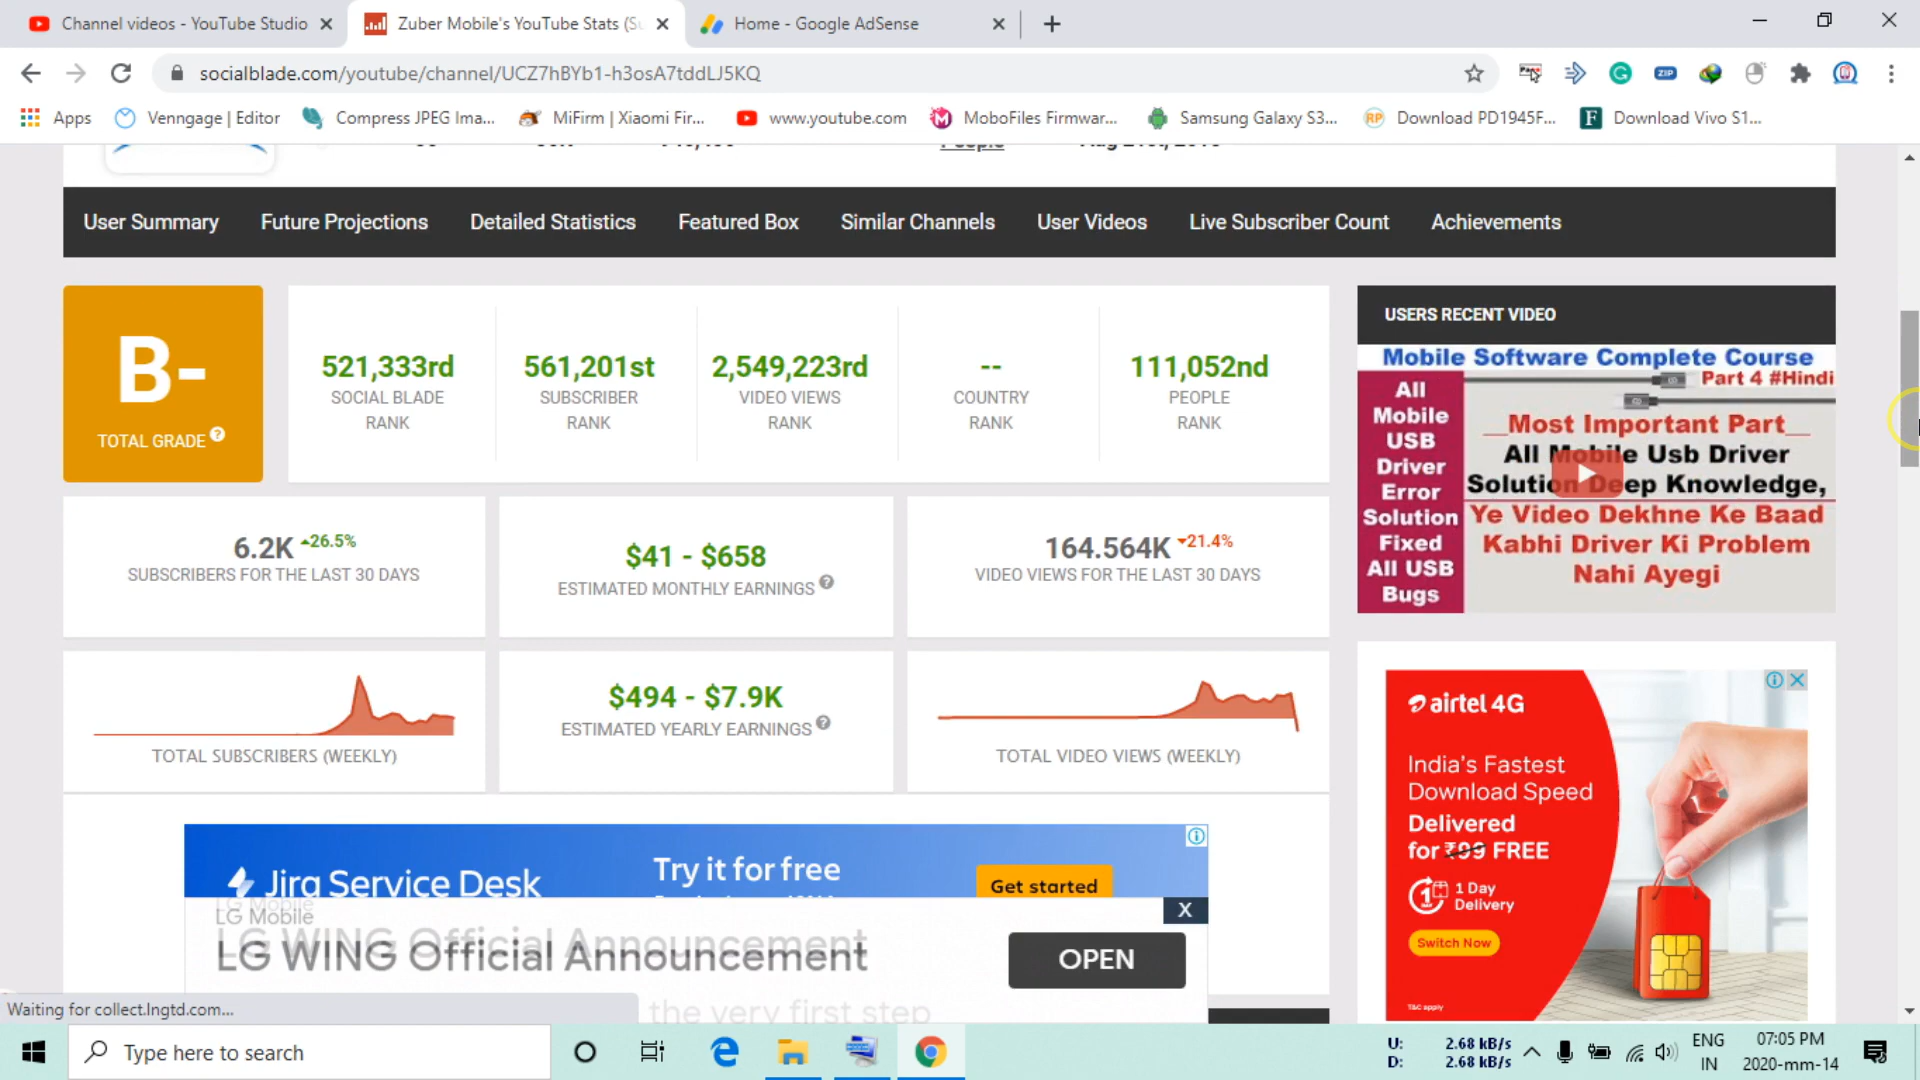 Channel videos - YouTube Studio
Zuber Mobile's YouTube Stats (Su
Home - Google AdSense
socialblade.com/youtube/channel/UCZ7hBYb1-h3osA7tddLJ5KQ
Apps
Venngage | Editor
Compress JPEG Ima...
MiFirm | Xiaomi Fir...
www.youtube.com
MoboFiles Firmwar...
Samsung Galaxy S3...
Download PD1945F...
Download Vivo S1...
People
User Summary
Future Projections
Detailed Statistics
Featured Box
Similar Channels
User Videos
Live Subscriber Count
Achievements
B-
TOTAL GRADE
521,333rd
SOCIAL BLADE
RANK
561,201st
SUBSCRIBER
RANK
2,549,223rd
VIDEO VIEWS
RANK
--
COUNTRY
RANK
111,052nd
PEOPLE
RANK
6.2K 26.5%
SUBSCRIBERS FOR THE LAST 30 DAYS
$41 - $658
ESTIMATED MONTHLY EARNINGS
164.564K 21.4%
VIDEO VIEWS FOR THE LAST 30 DAYS
TOTAL SUBSCRIBERS (WEEKLY)
$494 - $7.9K
ESTIMATED YEARLY EARNINGS
TOTAL VIDEO VIEWS (WEEKLY)
USERS RECENT VIDEO
Mobile Software Complete Course
Part 4 #Hindi
All
Mobile
USB
Driver
Error
Solution
Fixed
All USB
Bugs
__Most Important Part__
All Mobile Usb Driver
Solution Deep Knowledge,
Ye Video Dekhne Ke Baad
Kabhi Driver Ki Problem
Nahi Ayegi
airtel 4G
India's Fastest
Download Speed
Delivered
for ₹99 FREE
1 Day
Delivery
Switch Now
T&C apply
Jira Service Desk
Try it for free
Get started
LG Mobile
LG WING Official Announcement
X
OPEN
the very first step
Waiting for collect.lngtd.com...
Type here to search
U: 2.68 kB/s
D: 2.68 kB/s
ENG
IN
07:05 PM
2020-mm-14